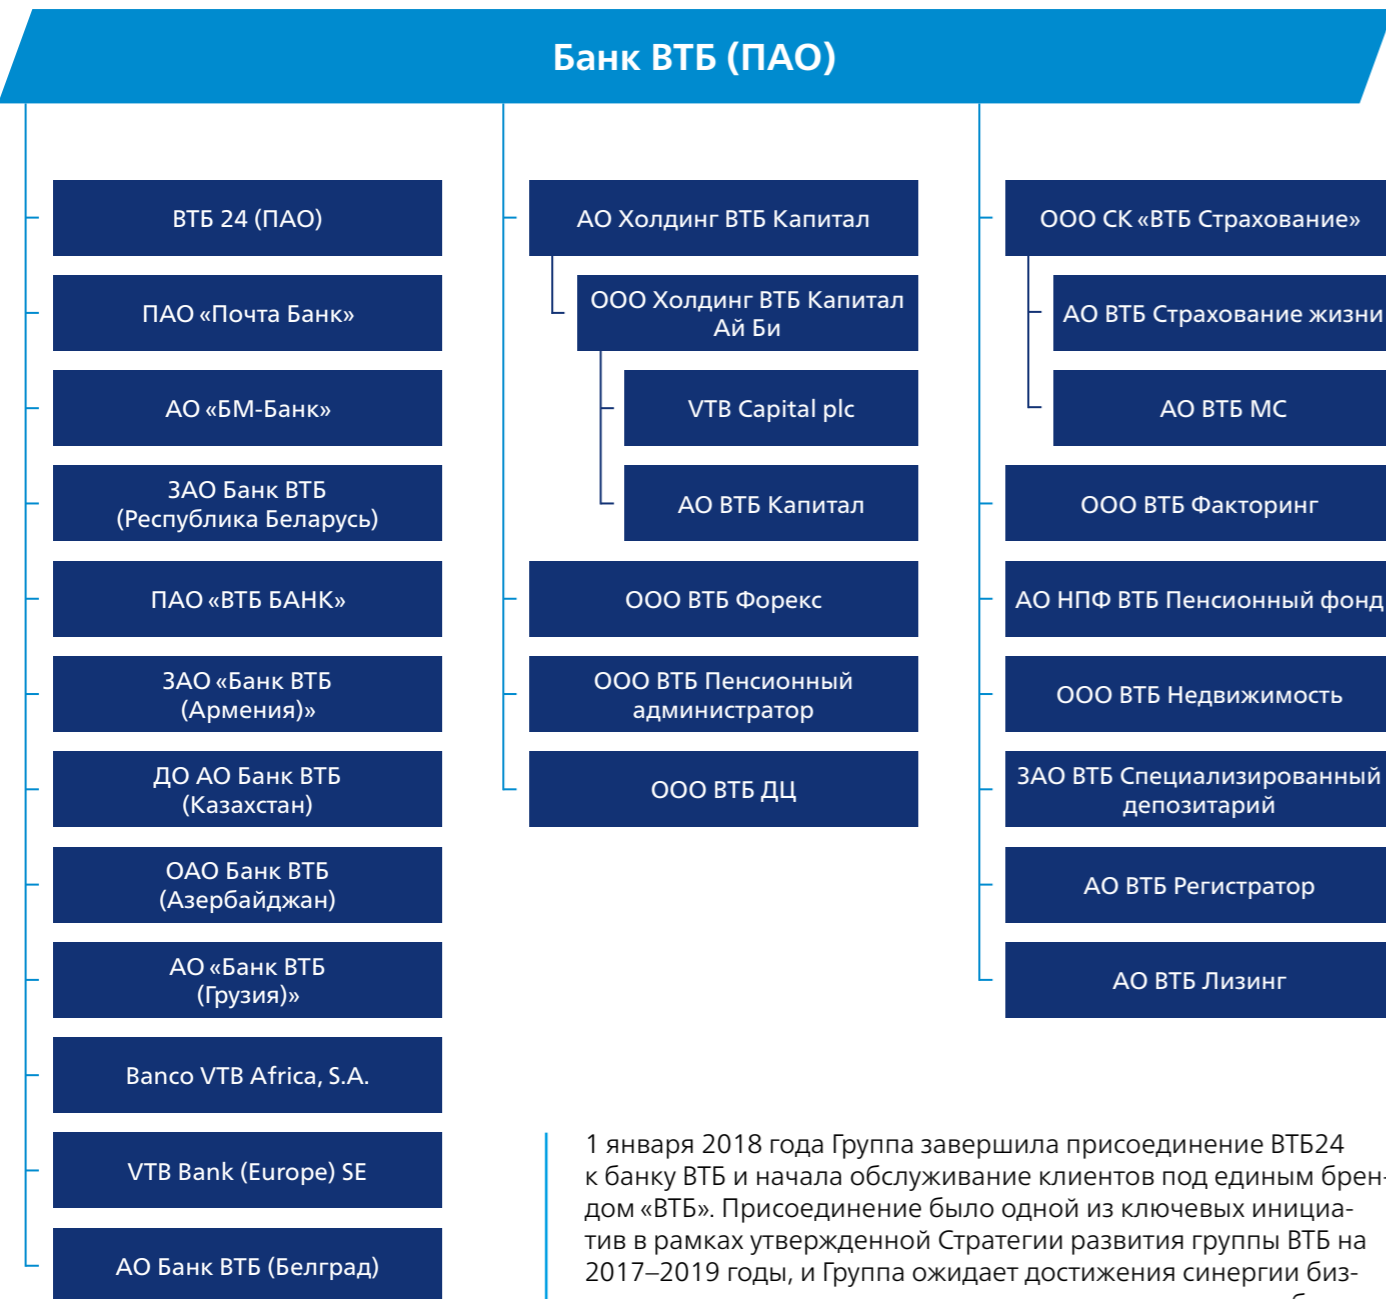 Банк ВТБ (ПАО)
ВТБ 24 (ПАО)
ПАО «Почта Банк»
АО «БМ-Банк»
ЗАО Банк ВТБ
(Республика Беларусь)
ПАО «ВТБ БАНК»
ЗАО «Банк ВТБ
(Армения)»
ДО АО Банк ВТБ
(Казахстан)
ОАО Банк ВТБ
(Азербайджан)
АО «Банк ВТБ
(Грузия)»
Banco VTB Africa, S.A.
VTB Bank (Europe) SE
АО Банк ВТБ (Белград)
АО Холдинг ВТБ Капитал
ООО Холдинг ВТБ Капитал
Ай Би
VTB Capital plc
АО ВТБ Капитал
ООО ВТБ Форекс
ООО ВТБ Пенсионный
администратор
ООО ВТБ ДЦ
ООО СК «ВТБ Страхование»
АО ВТБ Страхование жизни
АО ВТБ МС
ООО ВТБ Факторинг
АО НПФ ВТБ Пенсионный фонд
ООО ВТБ Недвижимость
ЗАО ВТБ Специализированный
депозитарий
АО ВТБ Регистратор
АО ВТБ Лизинг
1 января 2018 года Группа завершила присоединение ВТБ24
к банку ВТБ и начала обслуживание клиентов под единым брен-
дом «ВТБ». Присоединение было одной из ключевых инициа-
тив в рамках утвержденной Стратегии развития группы ВТБ на
2017–2019 годы, и Группа ожидает достижения синергии биз-